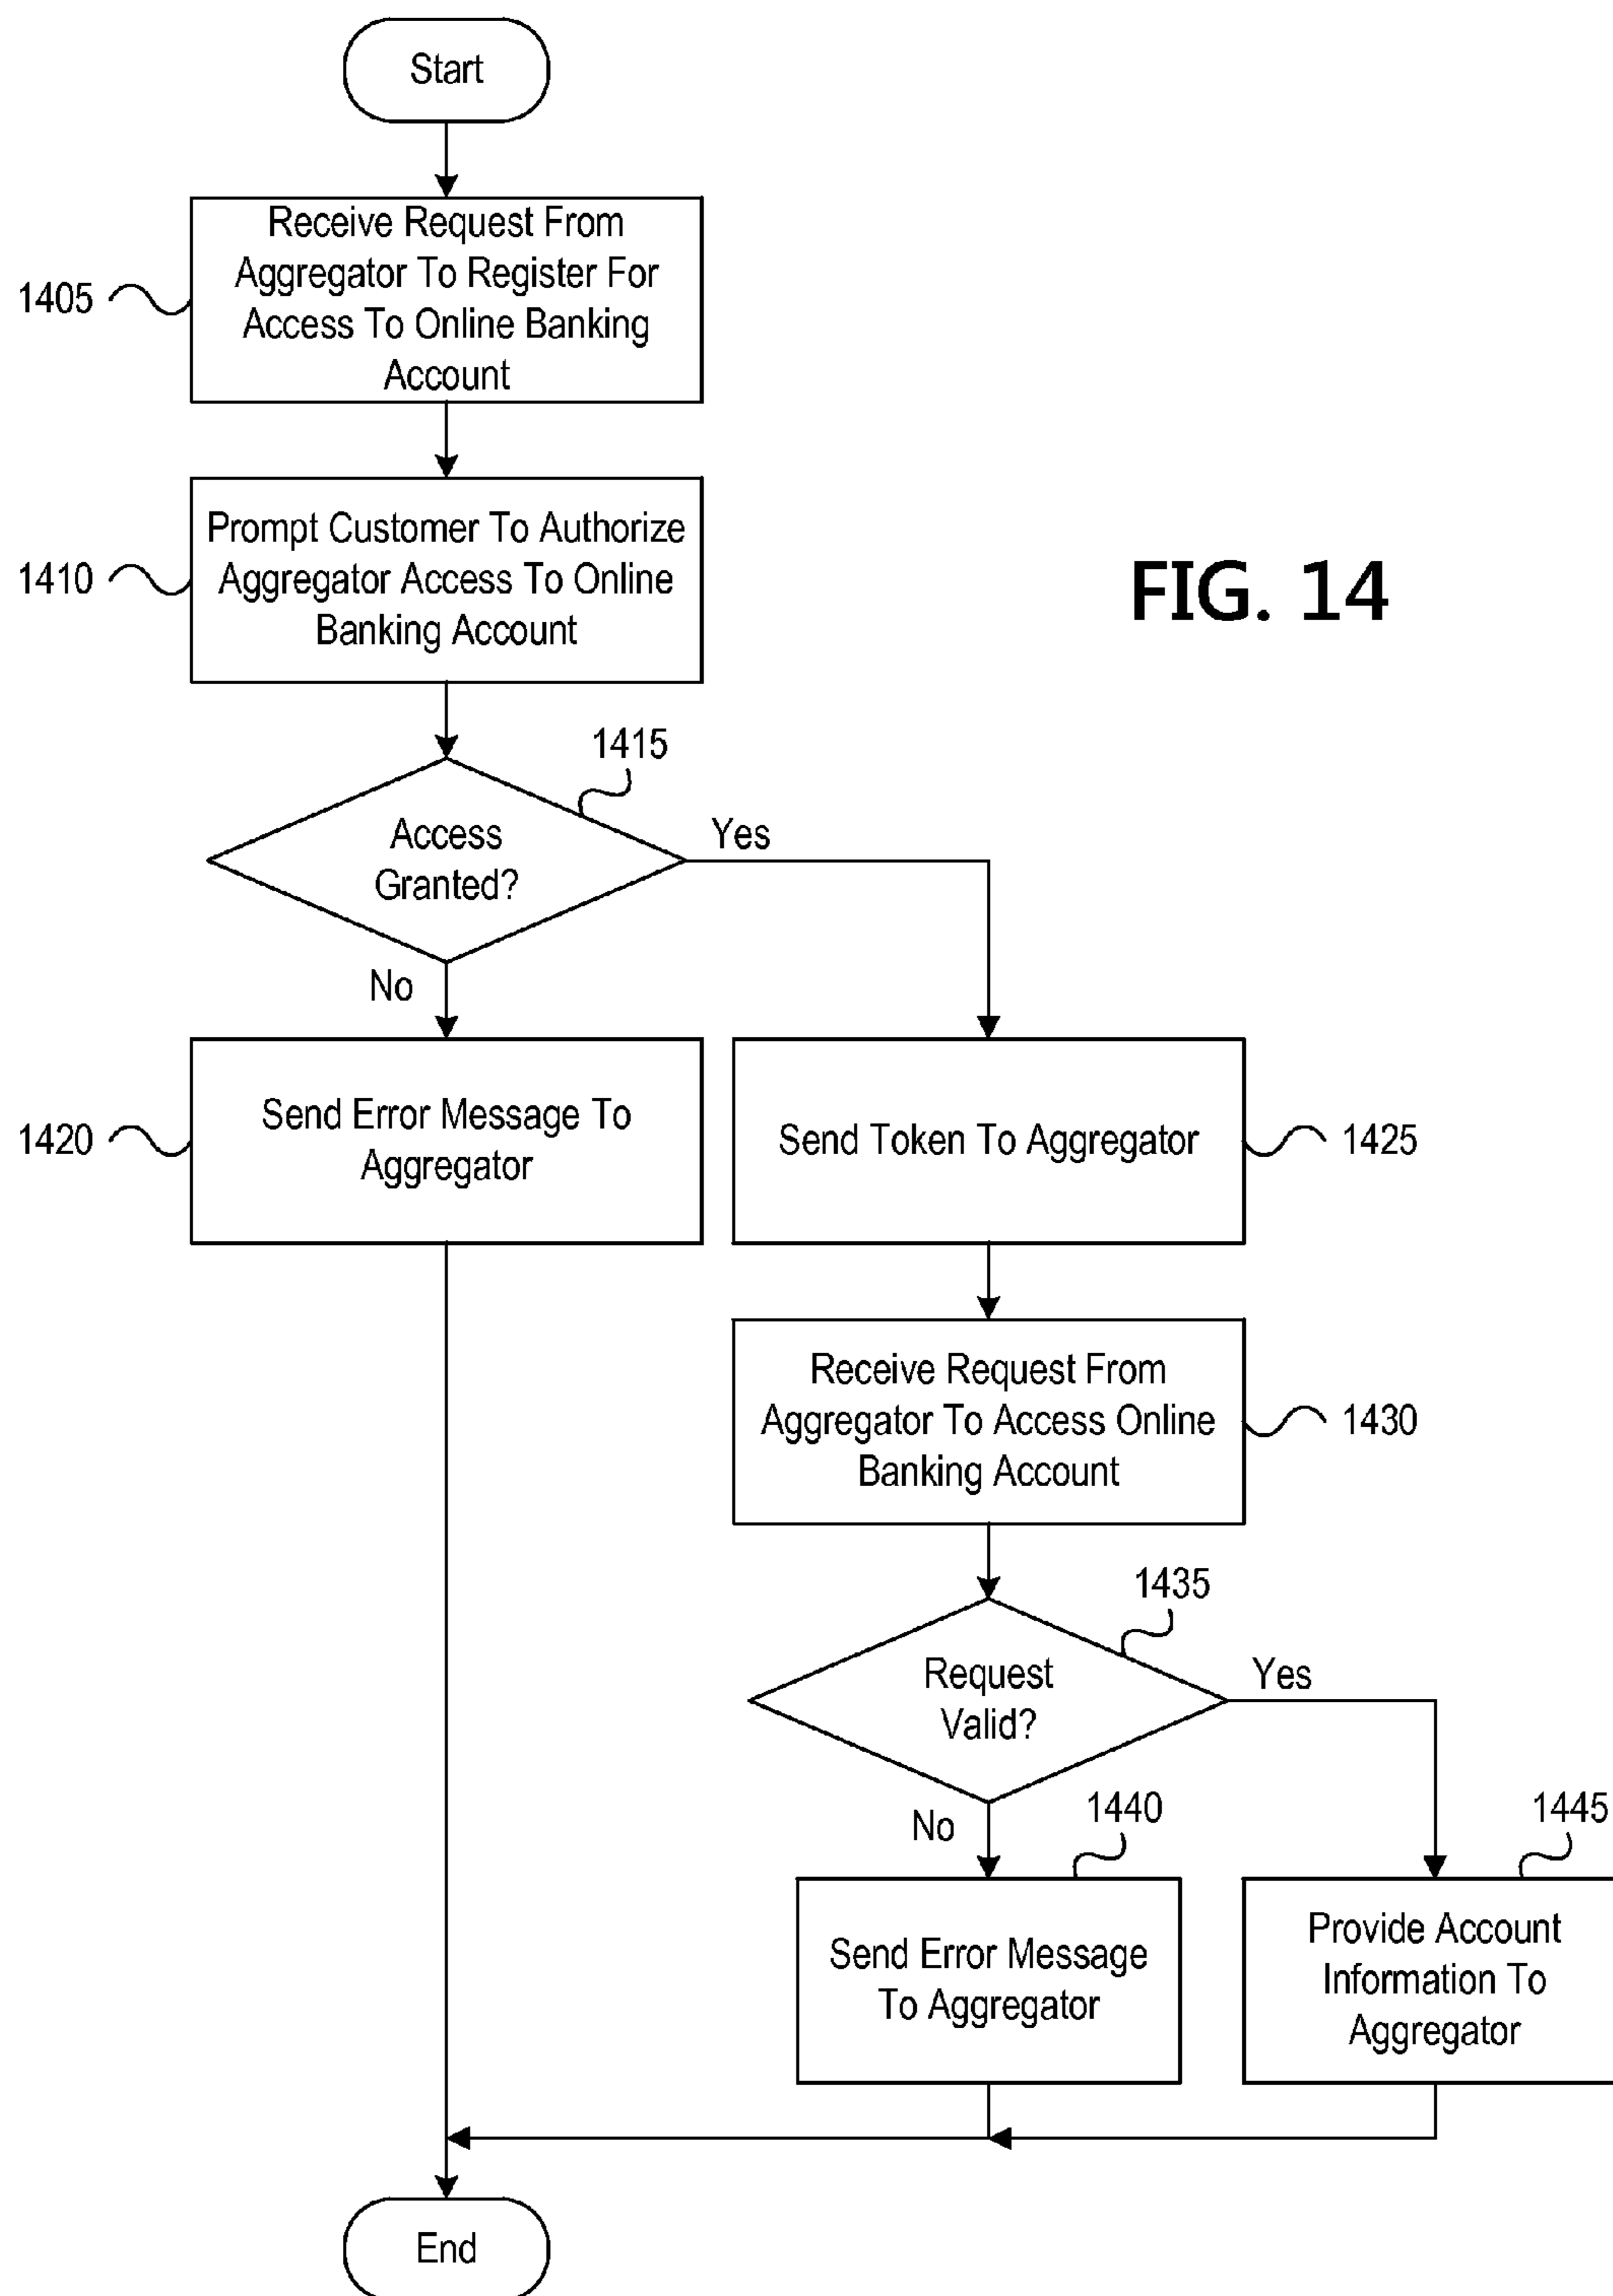 Start
Receive Request From
Aggregator To Register For
Access To Online Banking
Account
1405
Prompt Customer To Authorize
Aggregator Access To Online
Banking Account
1410
FIG. 14
1415
Access
Granted?
Yes
No
Send Error Message To
Aggregator
1420
Send Token To Aggregator
1425
Receive Request From
Aggregator To Access Online
Banking Account
1430
1435
Request
Valid?
Yes
No
1440
Send Error Message
To Aggregator
1445
Provide Account
Information To
Aggregator
End